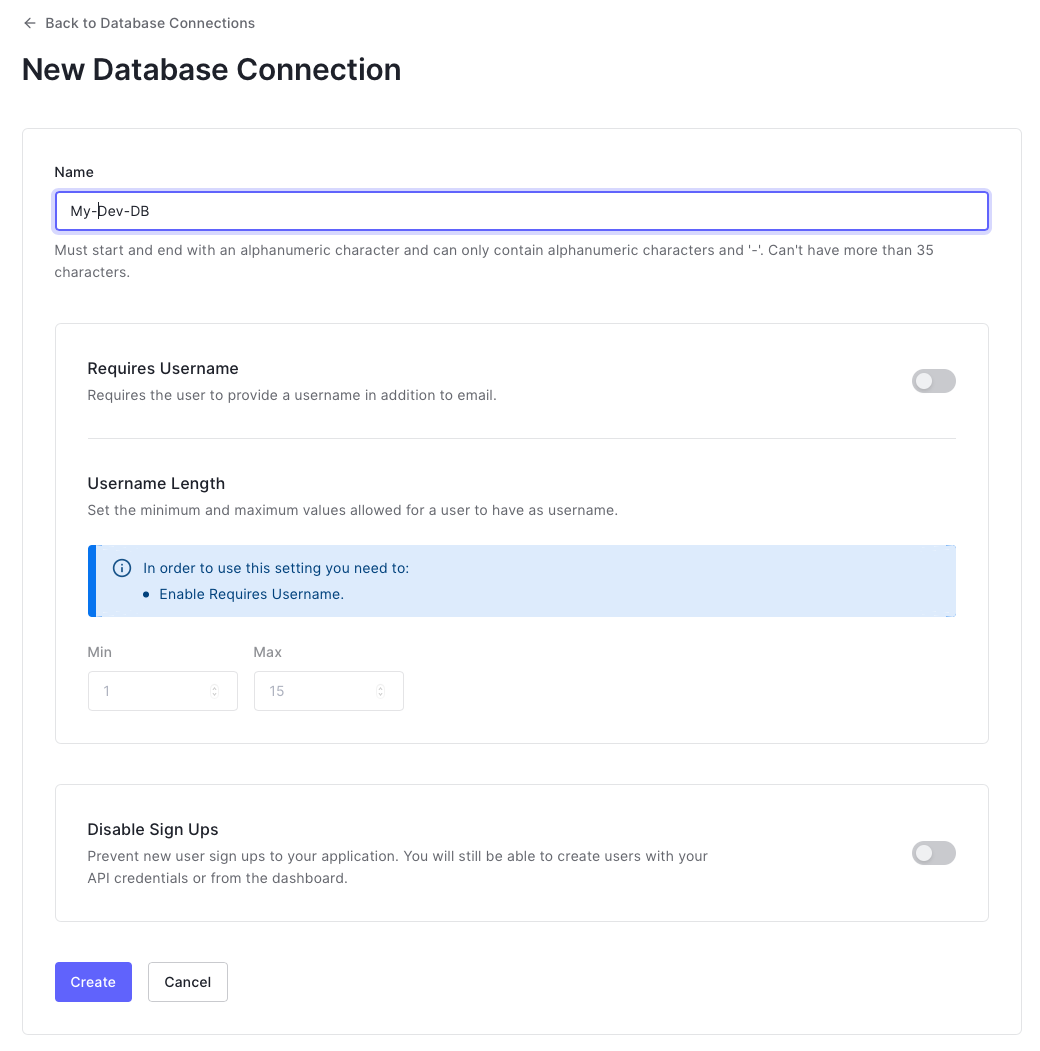 Back to Database Connections
New Database Connection
Name
My-Dev-DB
Must start and end with an alphanumeric character and can only contain alphanumeric characters and '-'. Can't have more than 35
characters.
Requires Username
Requires the user to provide a username in addition to email.
Username Length
Set the minimum and maximum values allowed for a user to have as username.
In order to use this setting you need to:
Enable Requires Username.
Min Max
1 15
Disable Sign Ups
Prevent new user sign ups to your application. You will still be able to create users with your
API credentials or from the dashboard.
Create Cancel